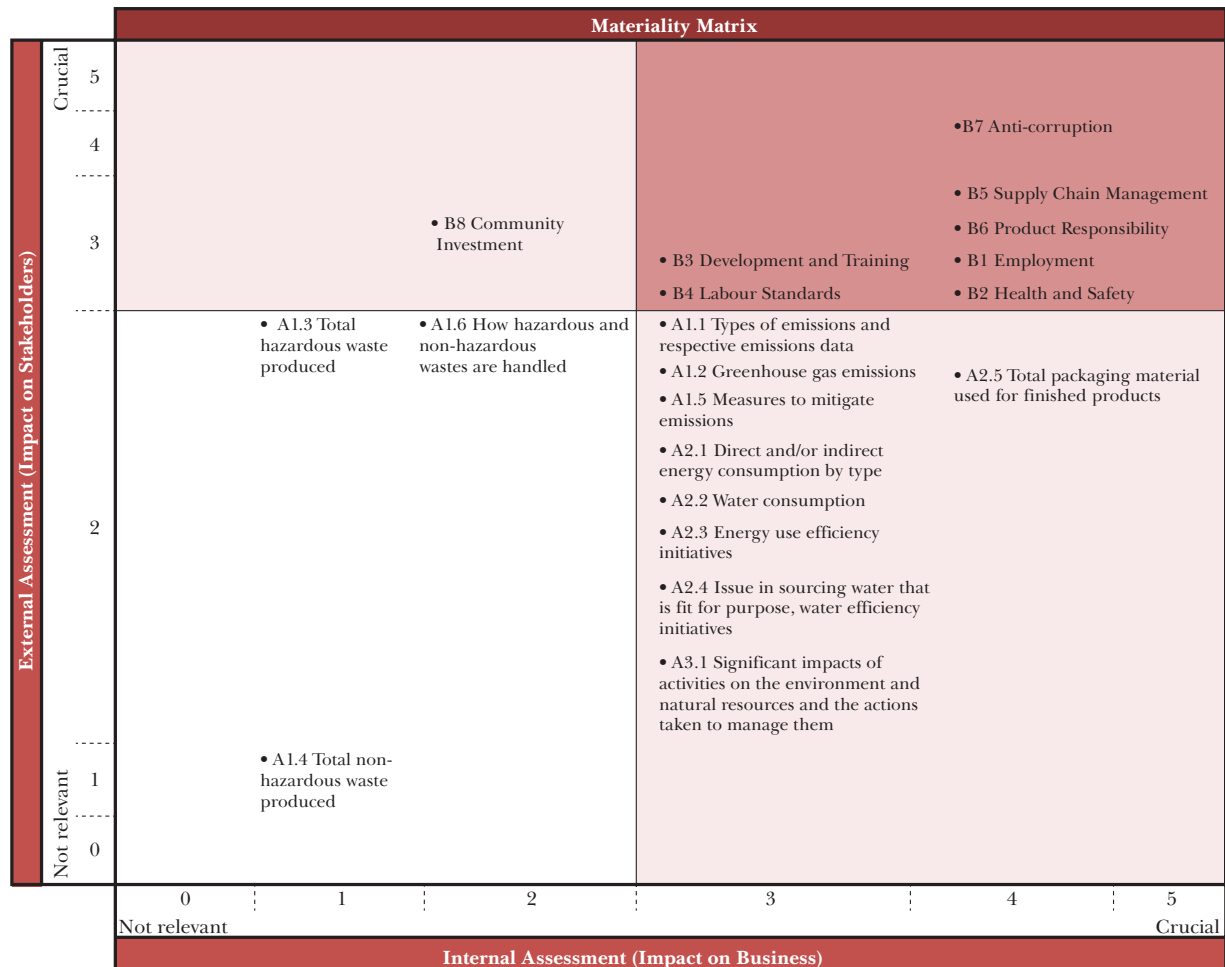 Materiality Matrix
External Assessment (Impact on Stakeholders)
Crucial
5
4
3
2
1
0
Not relevant
•B7 Anti-corruption
• B5 Supply Chain Management
• B8 Community
Investment
• B6 Product Responsibility
• B3 Development and Training
• B1 Employment
• B4 Labour Standards
• B2 Health and Safety
• A1.3 Total
hazardous waste
produced
• A1.6 How hazardous and
non-hazardous
wastes are handled
• A1.1 Types of emissions and
respective emissions data
• A1.2 Greenhouse gas emissions
• A1.5 Measures to mitigate
emissions
• A2.1 Direct and/or indirect
energy consumption by type
• A2.2 Water consumption
• A2.3 Energy use efficiency
initiatives
• A2.4 Issue in sourcing water that
is fit for purpose, water efficiency
initiatives
• A3.1 Significant impacts of
activities on the environment and
natural resources and the actions
taken to manage them
• A2.5 Total packaging material
used for finished products
• A1.4 Total non-
hazardous waste
produced
0 1 2 3 4 5
Not relevant Crucial
Internal Assessment (Impact on Business)